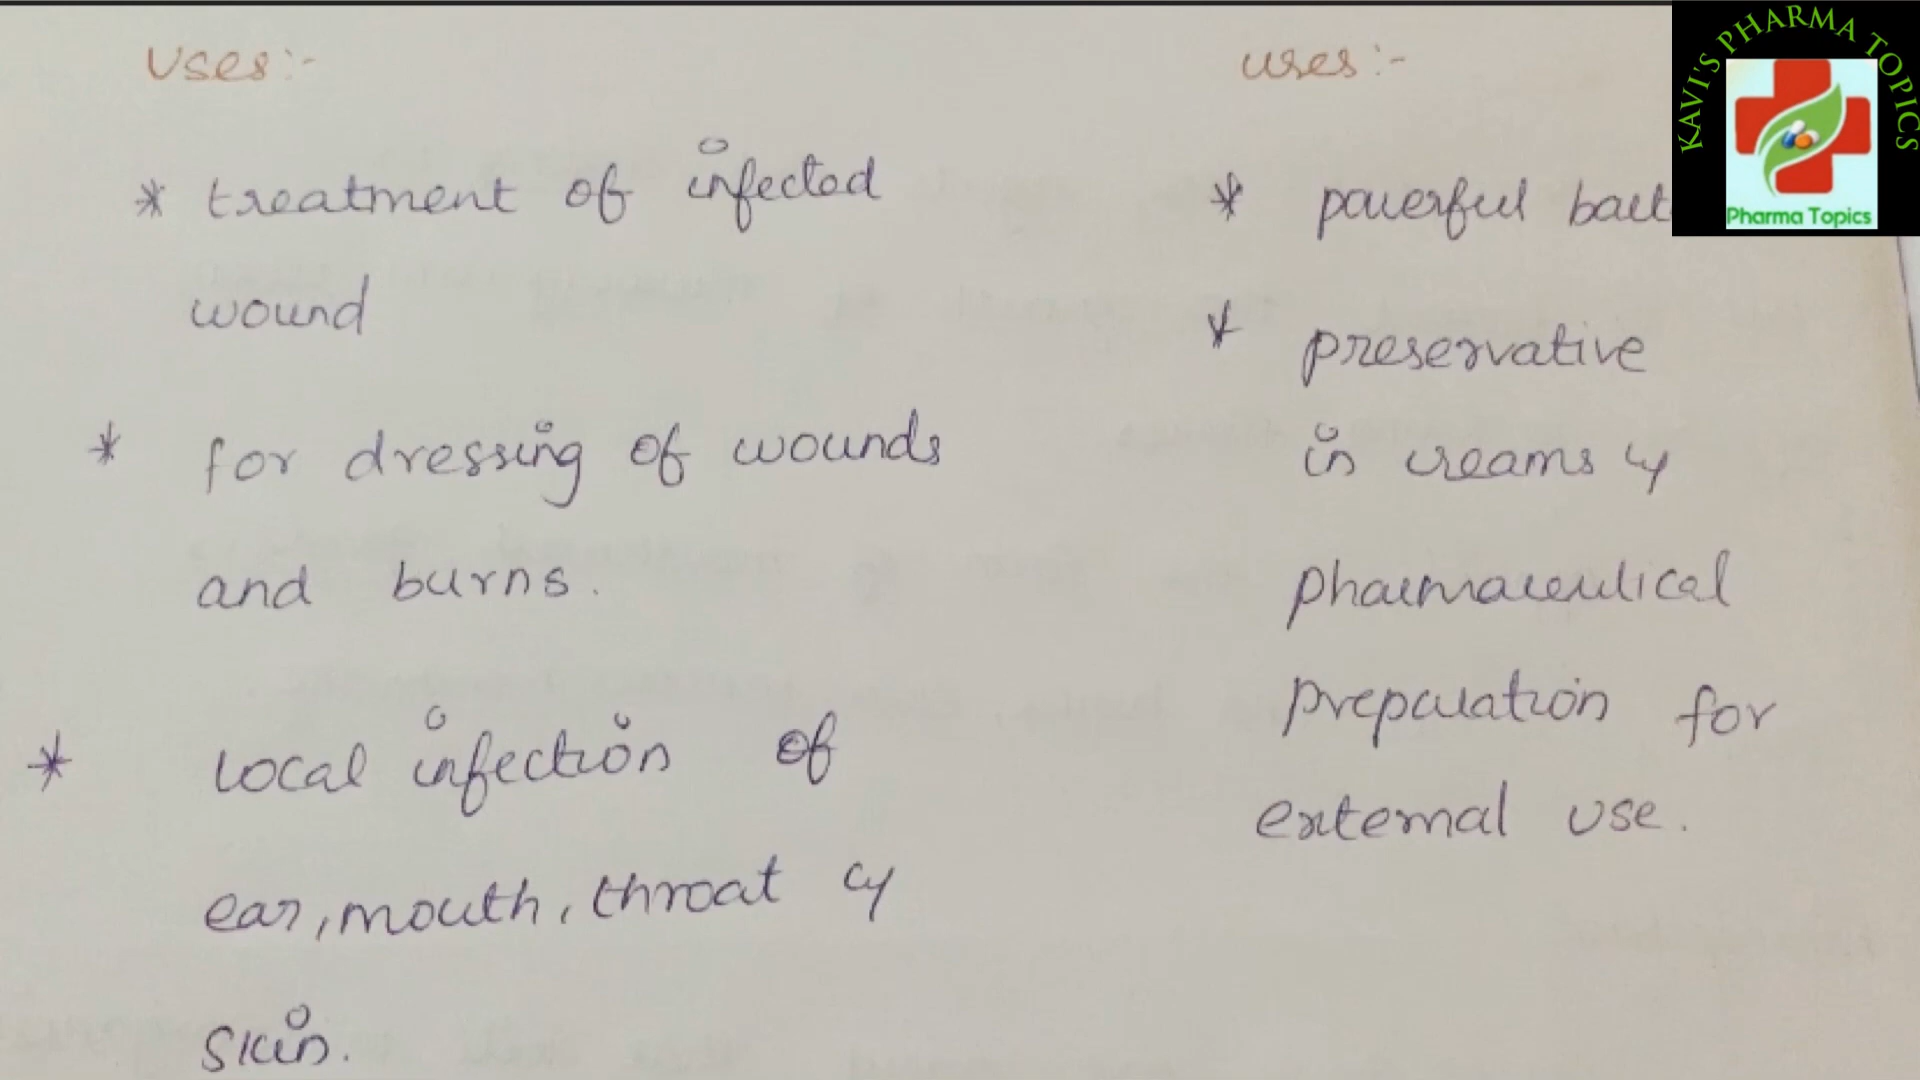 uses:-
* treatment of infected
wound
* for dressing of wounds
and burns.
* local infection of
ear, mouth, throat &
skin.
uses:-
* powerful bact
* preservative
in creams &
pharmaceutical
preparation for
external use.
KAVI'S PHARMA TOPICS
Pharma Topics